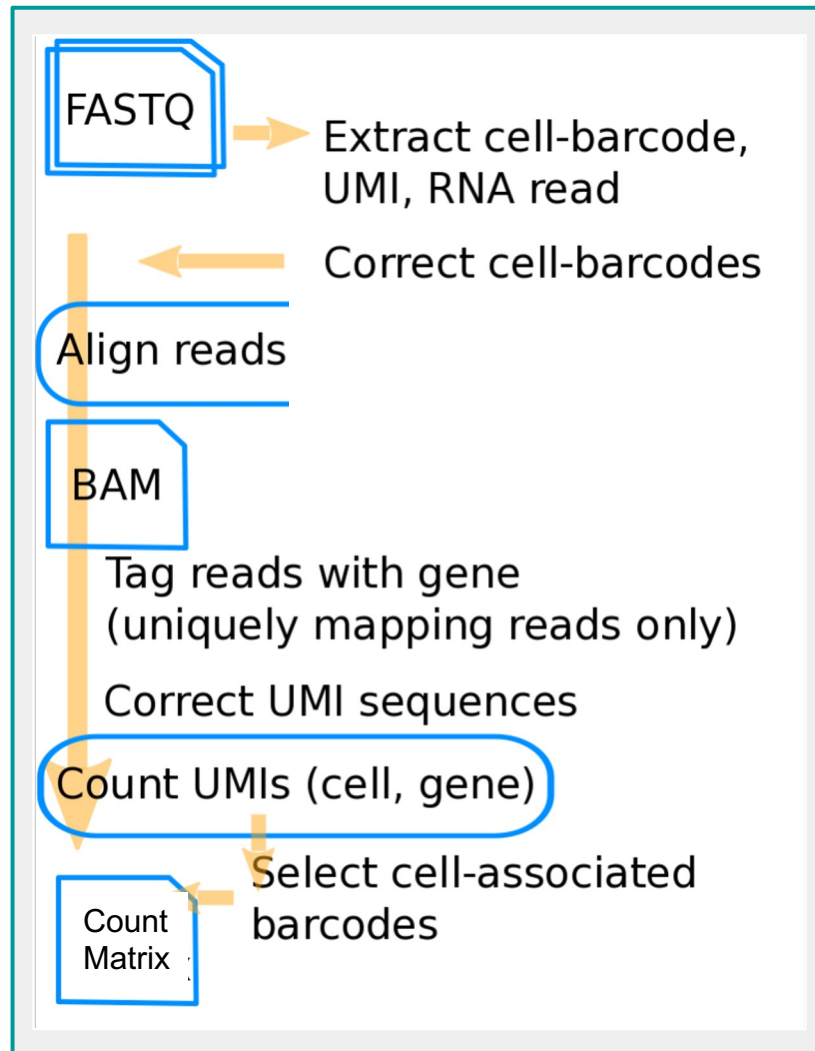 FASTQ
Extract cell-barcode,
UMI, RNA read
Correct cell-barcodes
Align reads
BAM
Tag reads with gene
(uniquely mapping reads only)
Correct UMI sequences
Count UMIs (cell, gene)
Select cell-associated
barcodes
Count
Matrix